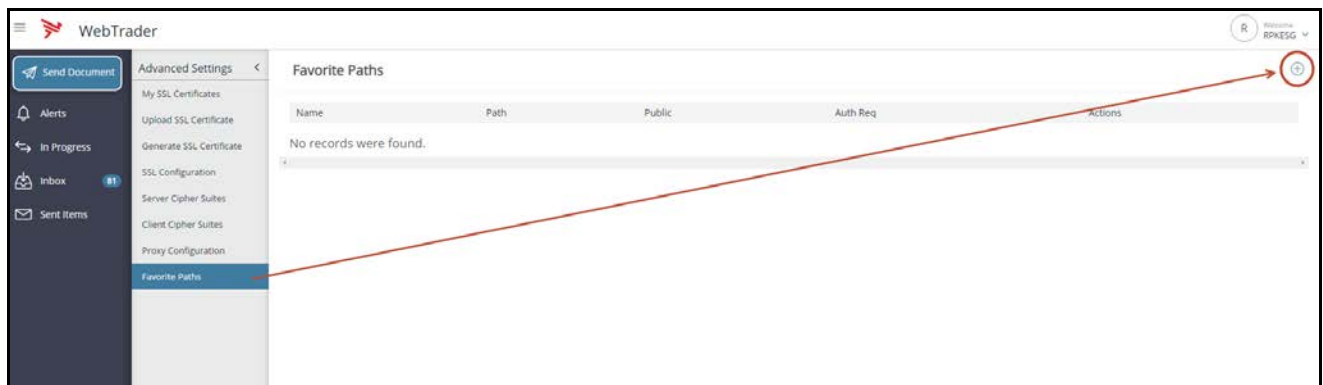 WebTrader
R
Welcome
RPKESG
Send Document
Alerts
In Progress
Inbox 81
Sent Items
Advanced Settings
My SSL Certificates
Upload SSL Certificate
Generate SSL Certificate
SSL Configuration
Server Cipher Suites
Client Cipher Suites
Proxy Configuration
Favorite Paths
Favorite Paths
Name Path Public Auth Req Actions
No records were found.